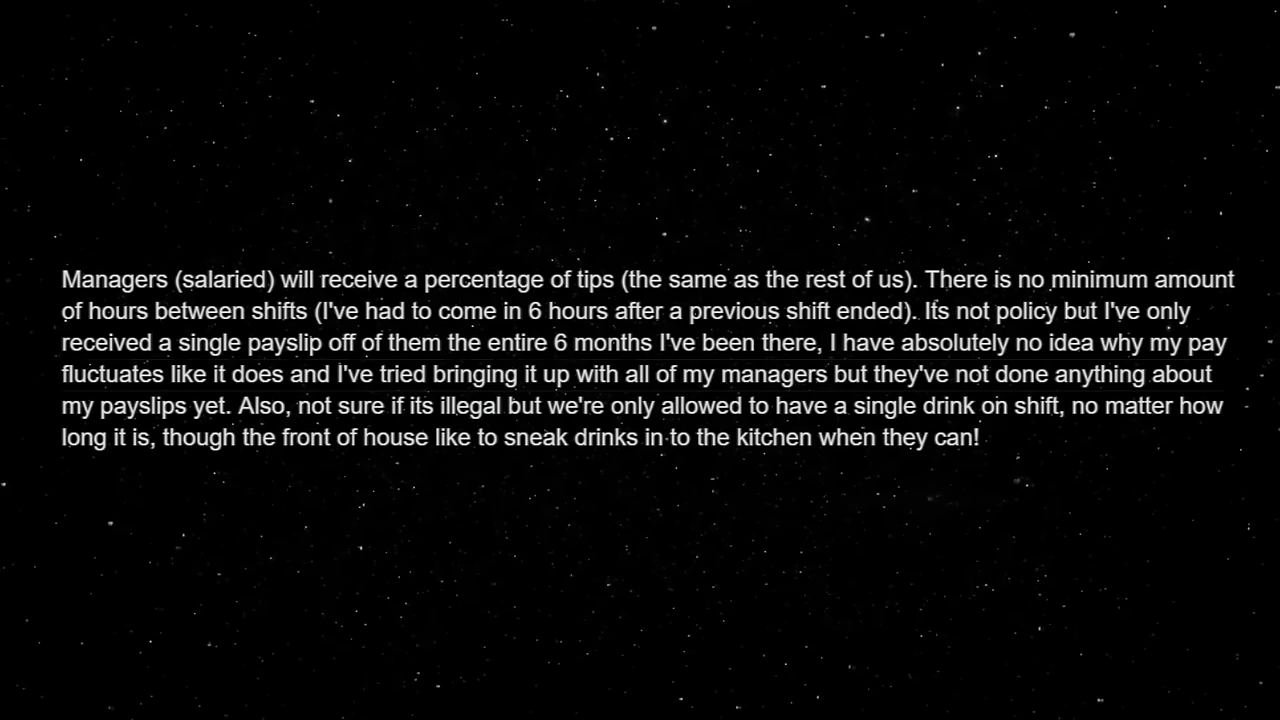 Managers (salaried) will receive a percentage of tips (the same as the rest of us). There is no minimum amount
of hours between shifts (I've had to come in 6 hours after a previous shift ended). Its not policy but I've only
received a single payslip off of them the entire 6 months I've been there, I have absolutely no idea why my pay
fluctuates like it does and I've tried bringing it up with all of my managers but they've not done anything about
my payslips yet. Also, not sure if its illegal but we're only allowed to have a single drink on shift, no matter how
long it is, though the front of house like to sneak drinks in to the kitchen when they can!